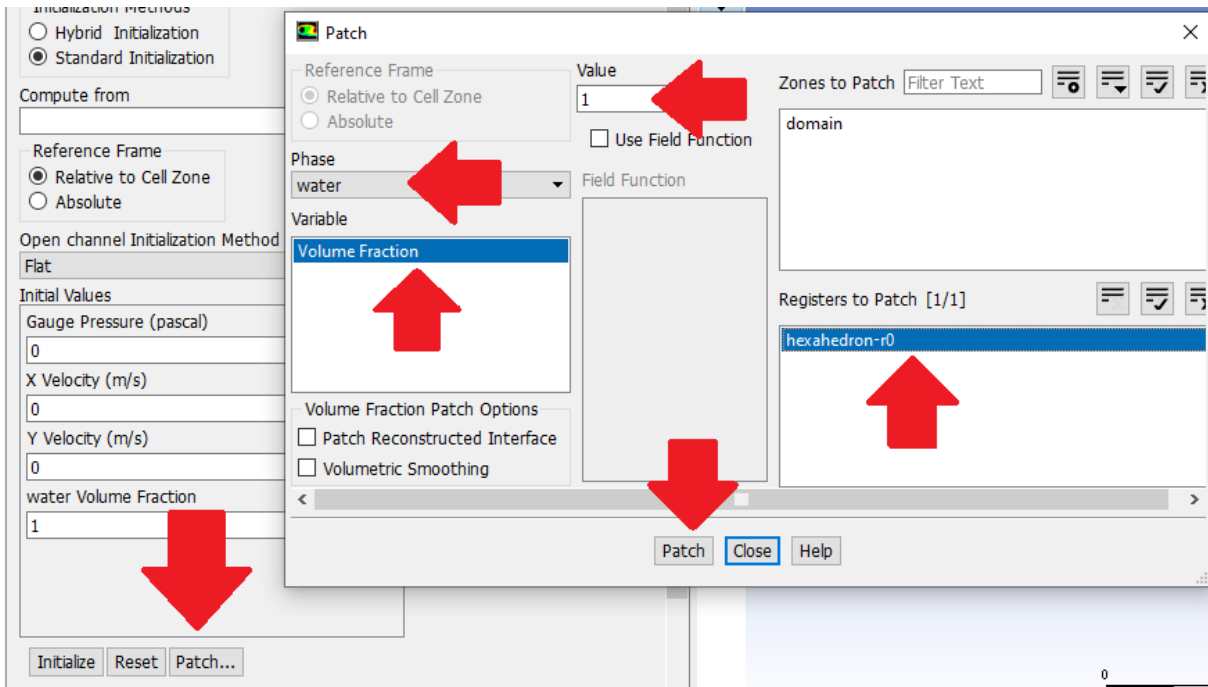 Initialization Methods
Hybrid Initialization
Standard Initialization
Compute from
Reference Frame
Relative to Cell Zone
Absolute
Open channel Initialization Method
Flat
Initial Values
Gauge Pressure (pascal)
0
X Velocity (m/s)
0
Y Velocity (m/s)
0
water Volume Fraction
1
Initialize Reset Patch...
Patch
Reference Frame
Relative to Cell Zone
Absolute
Phase
water
Variable
Volume Fraction
Volume Fraction Patch Options
Patch Reconstructed Interface
Volumetric Smoothing
Value
1
Use Field Function
Field Function
Zones to Patch Filter Text
domain
Registers to Patch [1/1]
hexahedron-r0
Patch Close Help
0